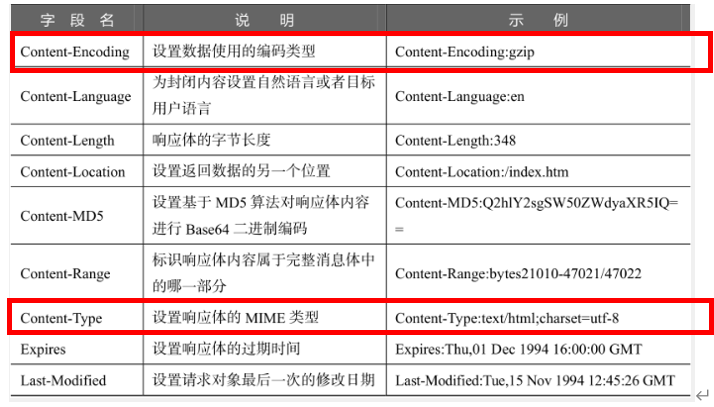 字 段 名 说 明 示 例
Content-Encoding 设置数据使用的编码类型 Content-Encoding:gzip
Content-Language 为封闭内容设置自然语言或者目标用户语言 Content-Language:en
Content-Length 响应体的字节长度 Content-Length:348
Content-Location 设置返回数据的另一个位置 Content-Location:/index.htm
Content-MD5 设置基于 MD5 算法对响应体内容进行 Base64 二进制编码 Content-MD5:Q2hlY2sgSW50ZWdyaXR5IQ==
Content-Range 标识响应体内容属于完整消息体中的哪一部分 Content-Range:bytes21010-47021/47022
Content-Type 设置响应体的 MIME 类型 Content-Type:text/html;charset=utf-8
Expires 设置响应体的过期时间 Expires:Thu,01 Dec 1994 16:00:00 GMT
Last-Modified 设置请求对象最后一次的修改日期 Last-Modified:Tue,15 Nov 1994 12:45:26 GMT